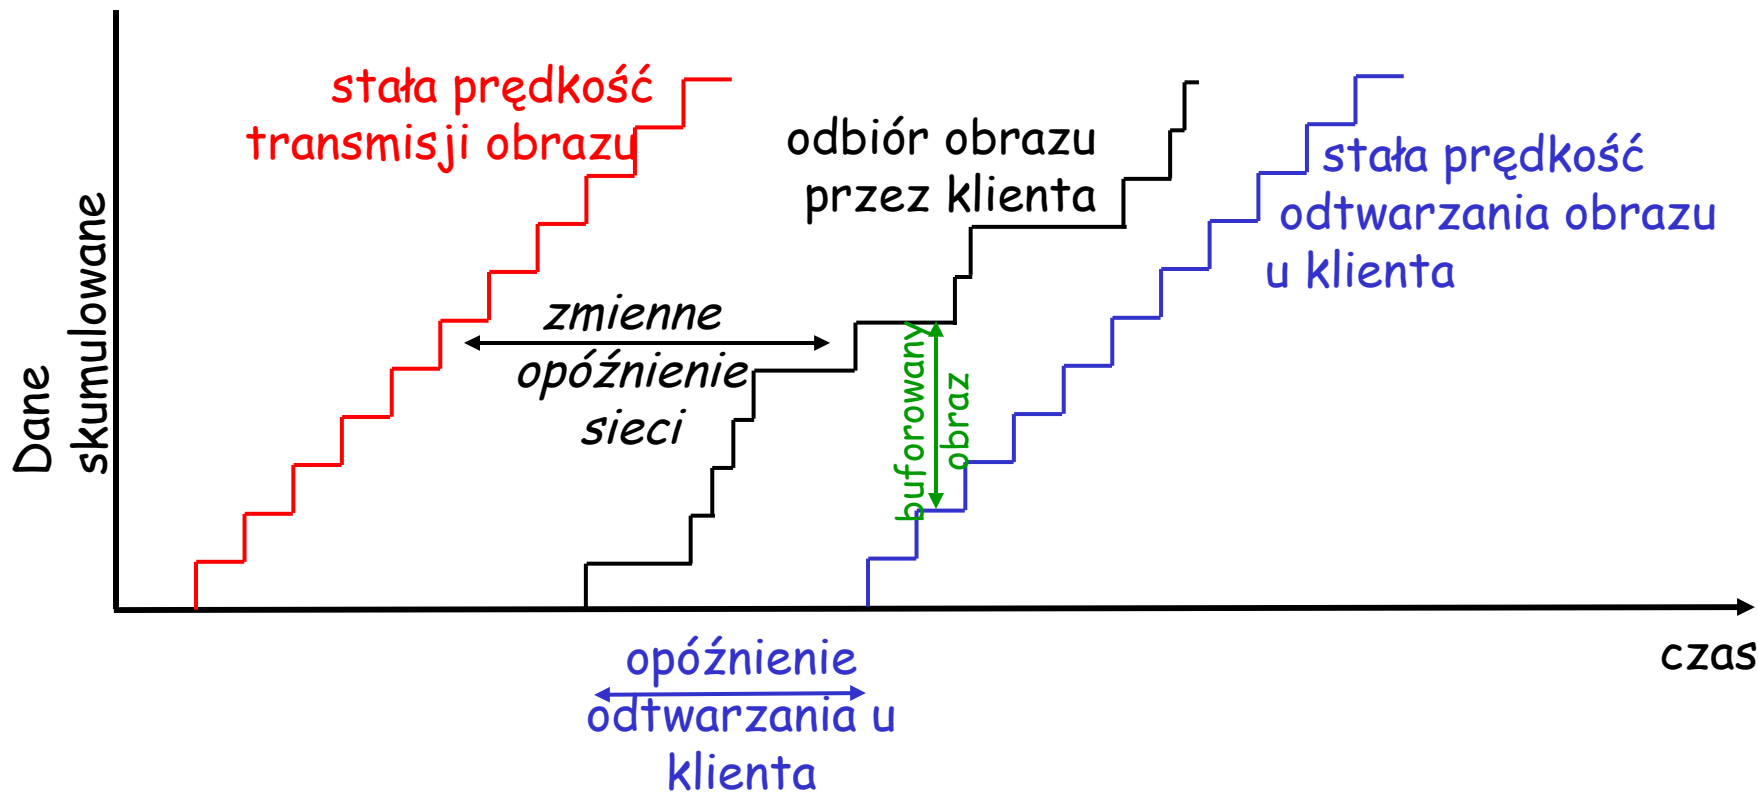 stała prędkość
transmisji obrazu
odbiór obrazu
przez klienta
stała prędkość
odtwarzania obrazu
u klienta
Dane
skumulowane
zmienne
opóźnienie
sieci
buforowany
obraz
czas
opóźnienie
odtwarzania u
klienta